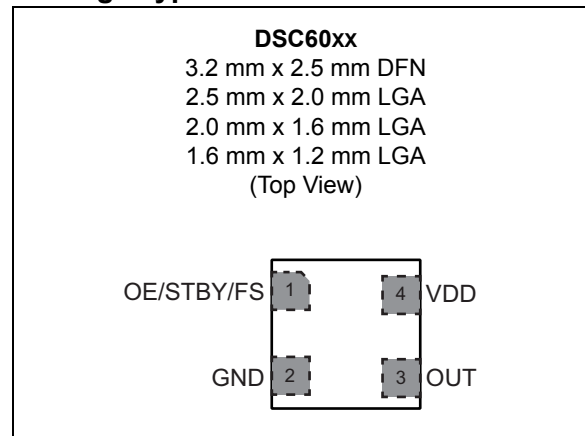 DSC60xx
3.2 mm x 2.5 mm DFN
2.5 mm x 2.0 mm LGA
2.0 mm x 1.6 mm LGA
1.6 mm x 1.2 mm LGA
(Top View)
OE/STBY/FS 1 4 VDD
GND 2 3 OUT